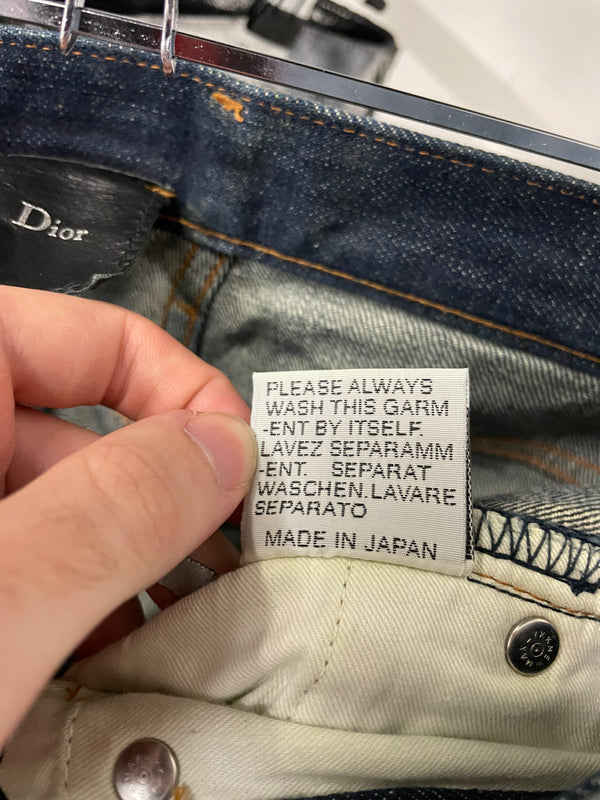 Dior
PLEASE ALWAYS
WASH THIS GARM
-ENT BY ITSELF.
LAVEZ SEPARAMM
-ENT. SEPARAT
WASCHEN.LAVARE
SEPARATO
MADE IN JAPAN